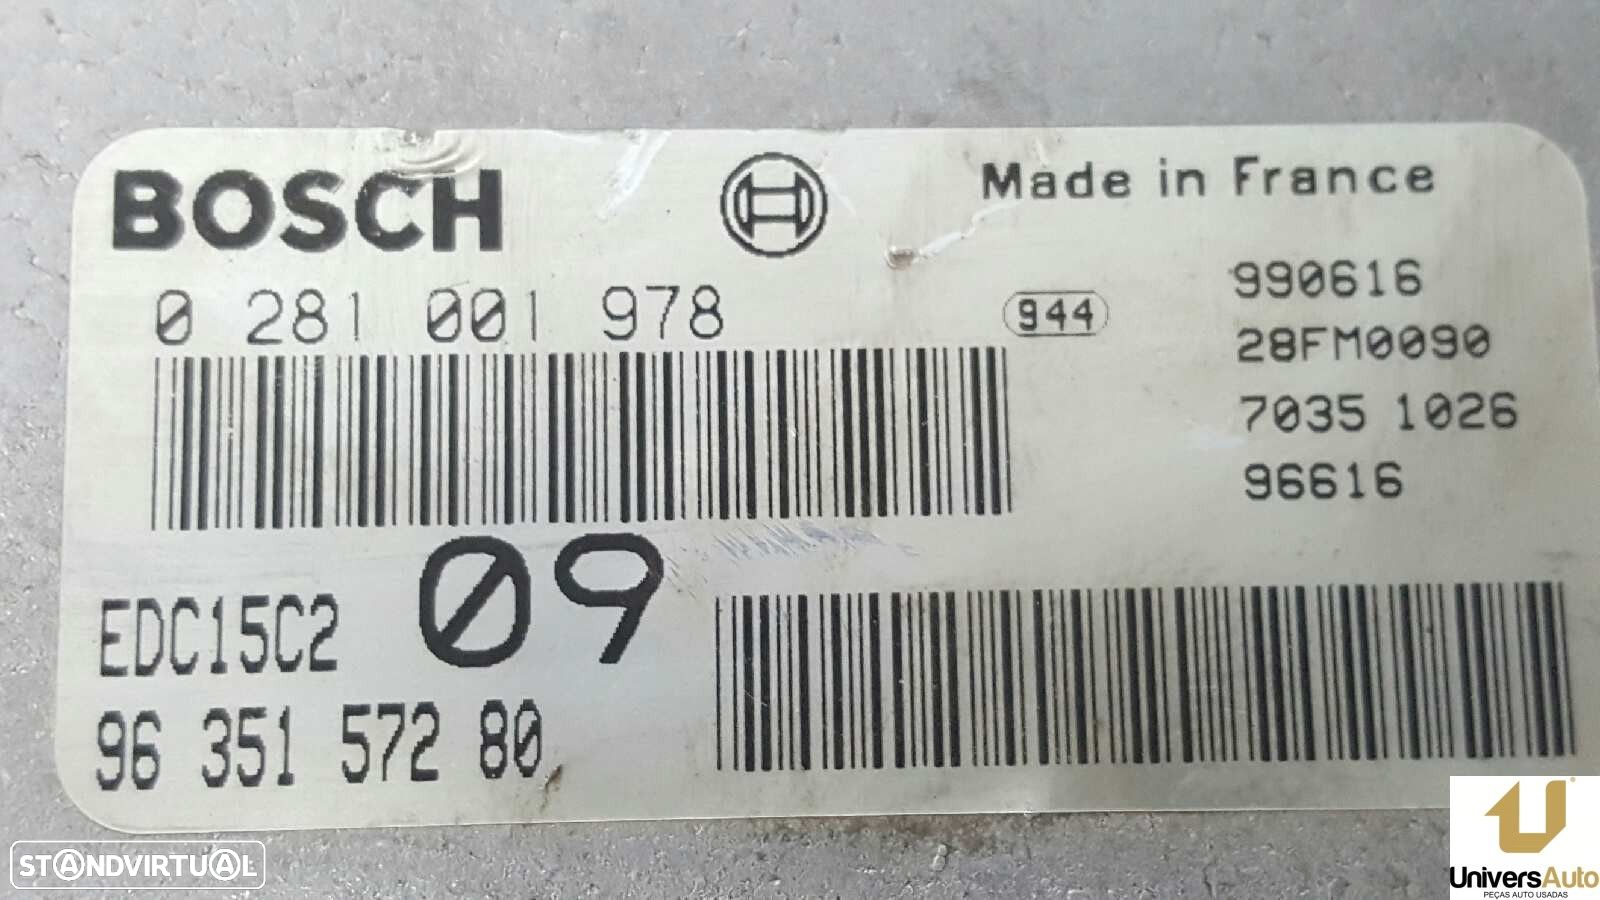 BOSCH
Made in France
0 281 001 978
944
990616
28FM0090
7035 1026
96616
EDC15C2
09
96 351 572 80
STANDVIRTUAL
UniversAuto
PEÇAS AUTO USADAS